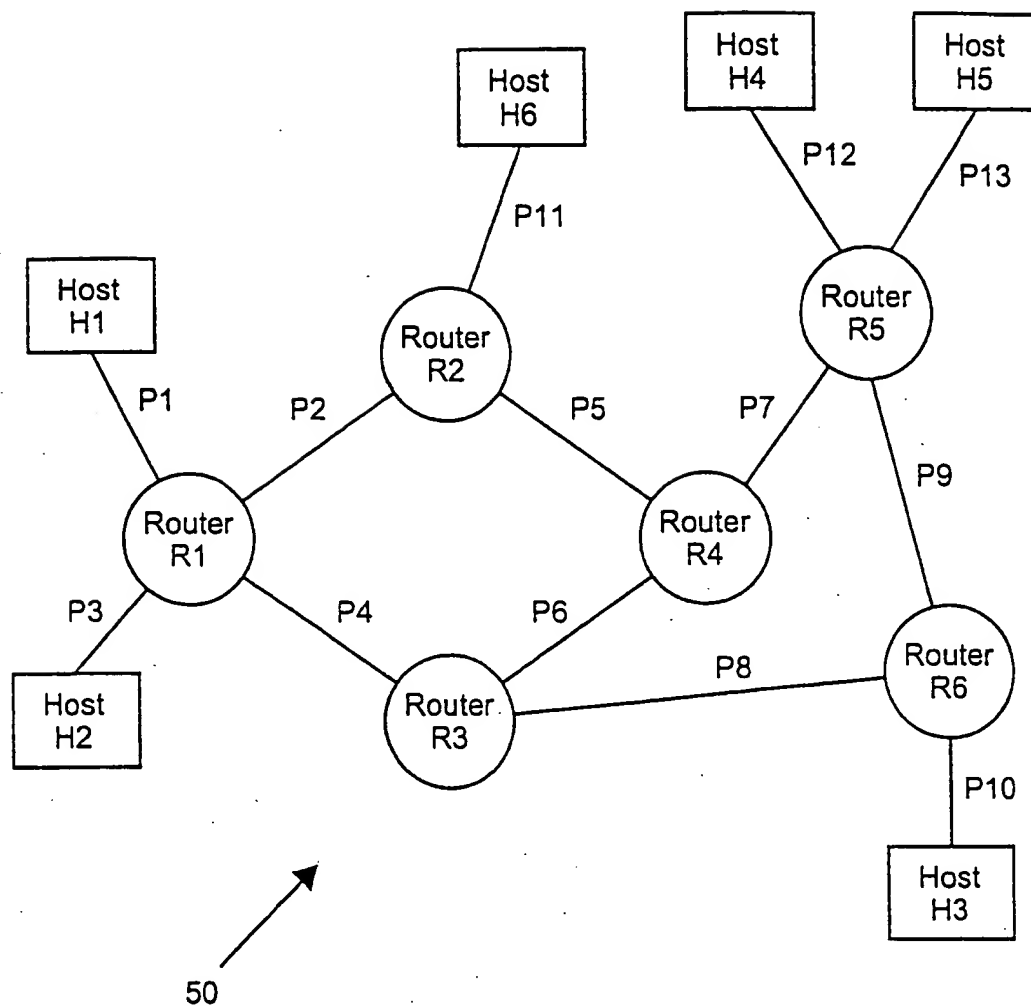 Host
H4
Host
H5
Host
H6
P12
P13
P11
Host
H1
Router
R5
Router
R2
P1
P2
P5
P7
P9
Router
R1
Router
R4
P3
P4
P6
P8
Router
R6
Host
H2
Router
R3
P10
Host
H3
50